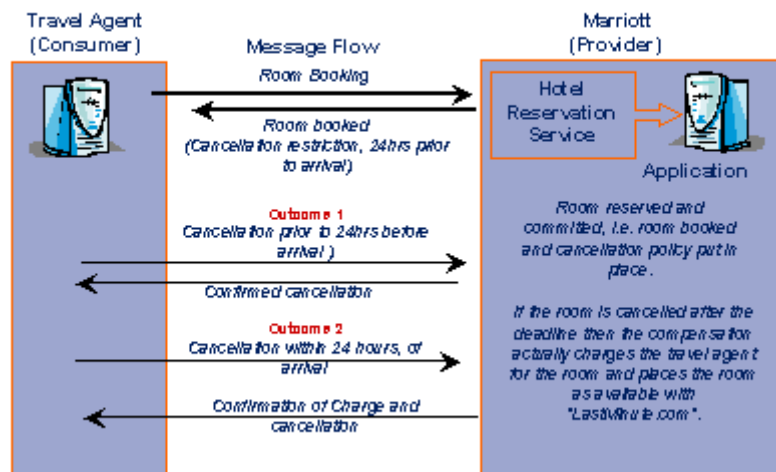 Travel Agent
(Consumer)
Message Flow
Marriott
(Provider)
Room Booking
Room booked
(Cancellation restriction, 24hrs prior
to arrival)
Hotel
Reservation
Service
Application
Outcome 1
Cancellation prior to 24hrs before
arrival )
Confirmed cancellation
Outcome 2
Cancellation within 24 hours, of
arrival
Confirmation of Charge and
cancellation
Room reserved and
committed, i.e. room booked
and cancellation policy put in
place.
If the room is cancelled after the
deadline then the compensation
actually charges the travel agent
for the room and places the room
as available with
"LastMinute.com".